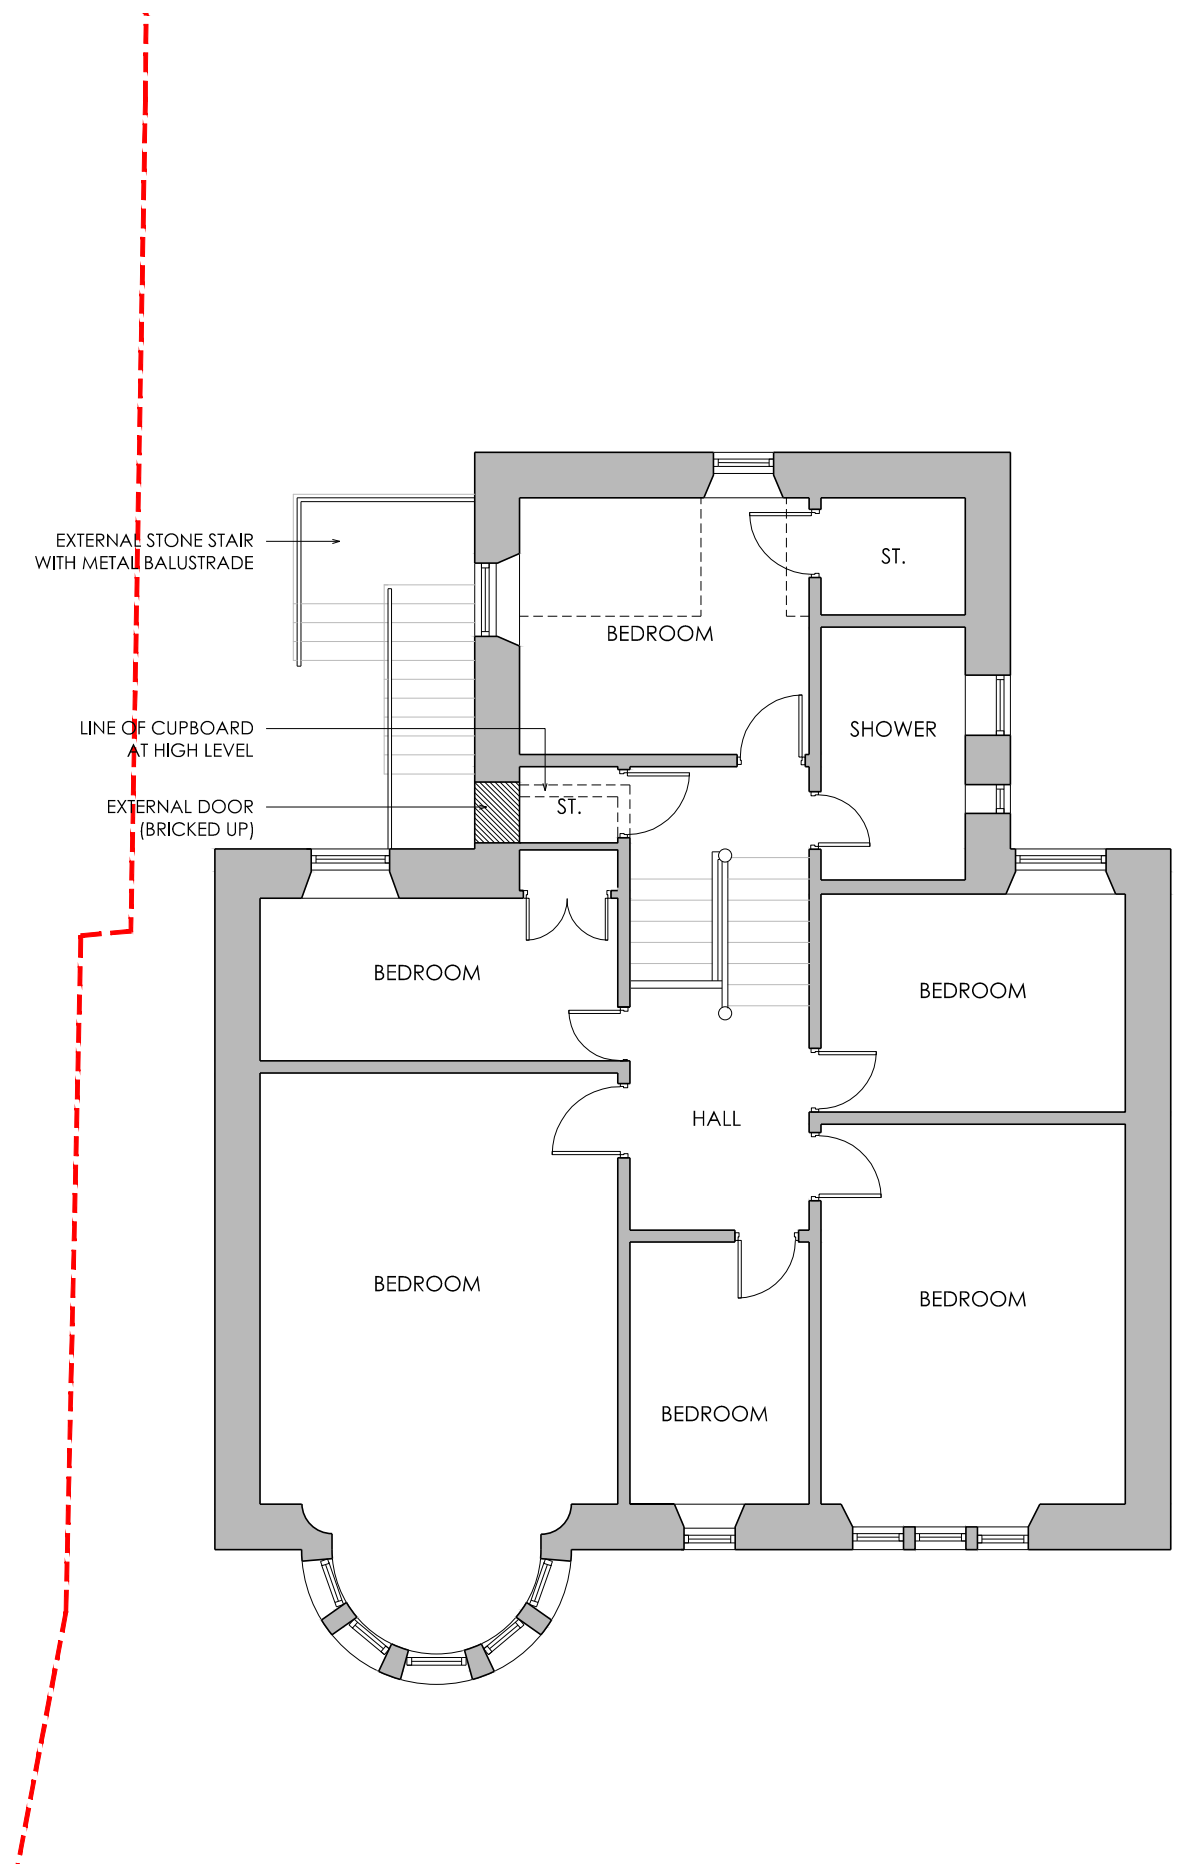 EXTERNAL STONE STAIR
WITH METAL BALUSTRADE
ST.
BEDROOM
LINE OF CUPBOARD
AT HIGH LEVEL
SHOWER
EXTERNAL DOOR
(BRICKED UP)
ST.
BEDROOM
BEDROOM
HALL
BEDROOM
BEDROOM
BEDROOM